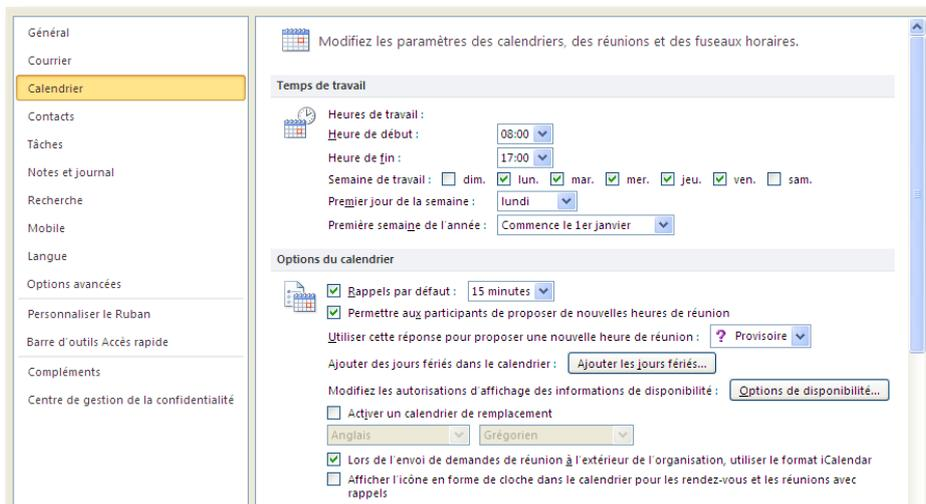 Général
Courrier
Calendrier
Contacts
Tâches
Notes et journal
Recherche
Mobile
Langue
Options avancées
Personnaliser le Ruban
Barre d'outils Accès rapide
Compléments
Centre de gestion de la confidentialité
Modifiez les paramètres des calendriers, des réunions et des fuseaux horaires.
Temps de travail
Heures de travail :
Heure de début : 08:00
Heure de fin : 17:00
Semaine de travail : dim. lun. mar. mer. jeu. ven. sam.
Premier jour de la semaine : lundi
Première semaine de l'année : Commence le 1er janvier
Options du calendrier
Rappels par défaut : 15 minutes
Permettre aux participants de proposer de nouvelles heures de réunion
Utiliser cette réponse pour proposer une nouvelle heure de réunion : ? Provisoire
Ajouter des jours fériés dans le calendrier : Ajouter les jours fériés...
Modifiez les autorisations d'affichage des informations de disponibilité : Options de disponibilité...
Activer un calendrier de remplacement
Anglais Grégorien
Lors de l'envoi de demandes de réunion à l'extérieur de l'organisation, utiliser le format iCalendar
Afficher l'icône en forme de cloche dans le calendrier pour les rendez-vous et les réunions avec
rappels